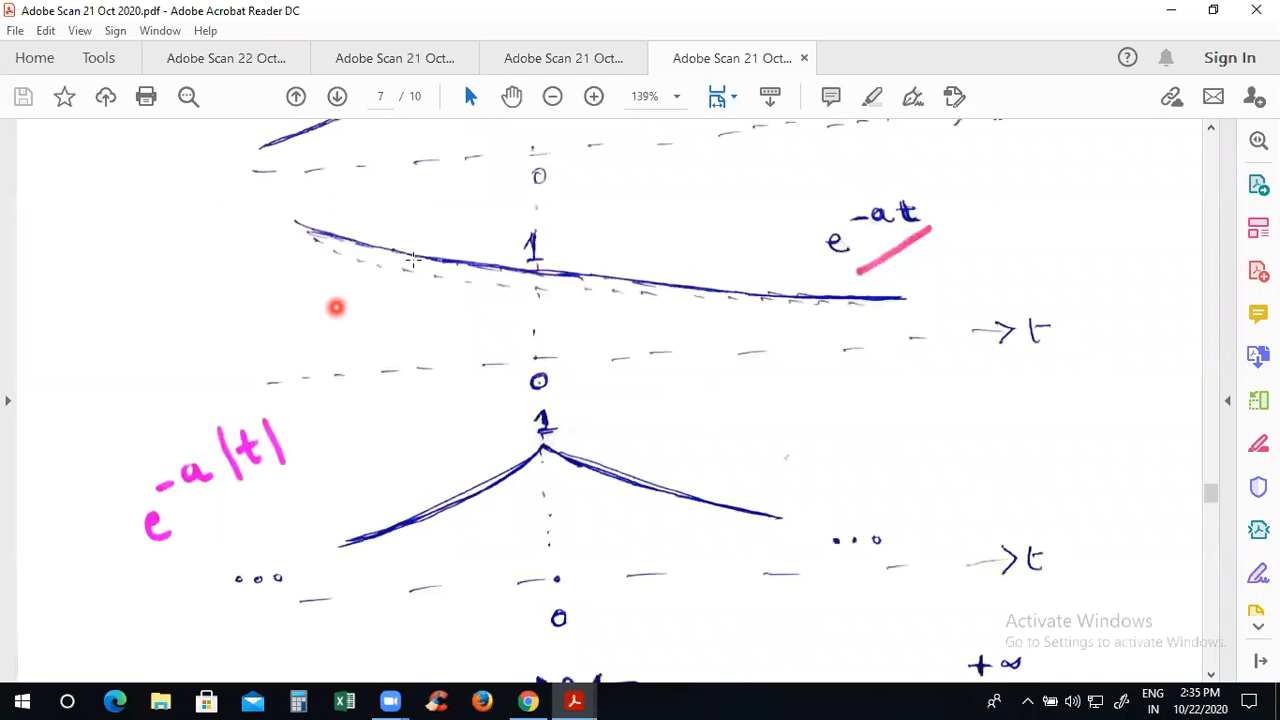 Adobe Scan 21 Oct 2020.pdf - Adobe Acrobat Reader DC
File Edit View Sign Window Help
Home Tools Adobe Scan 22 Oct... Adobe Scan 21 Oct... Adobe Scan 21 Oct... Adobe Scan 21 Oct... × Sign In
7 / 10 139%
0
1
e^-at
→ t
0
1
e^-a|t|
... ...
→ t
0
Activate Windows
Go to Settings to activate Windows.
+∞
ENG 2:35 PM
IN 10/22/2020